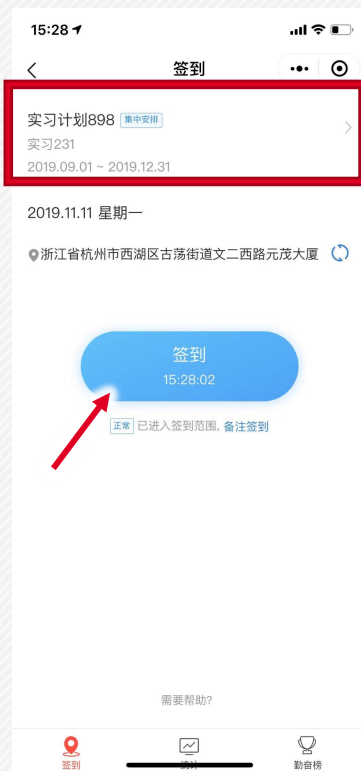 15:28
签到
实习计划898 集中安排
实习231
2019.09.01 ~ 2019.12.31
2019.11.11 星期一
浙江省杭州市西湖区古荡街道文二西路元茂大厦
签到
15:28:02
正常 已进入签到范围, 备注签到
需要帮助?
签到 统计 勤奋榜